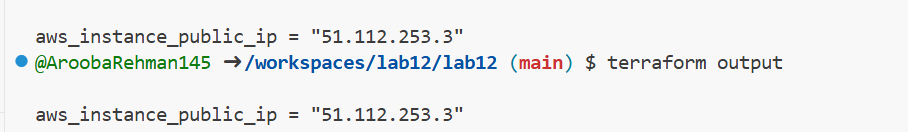 aws_instance_public_ip = "51.112.253.3"
@AroobaRehman145 ➜ /workspaces/lab12/lab12 (main) $ terraform output
aws_instance_public_ip = "51.112.253.3"